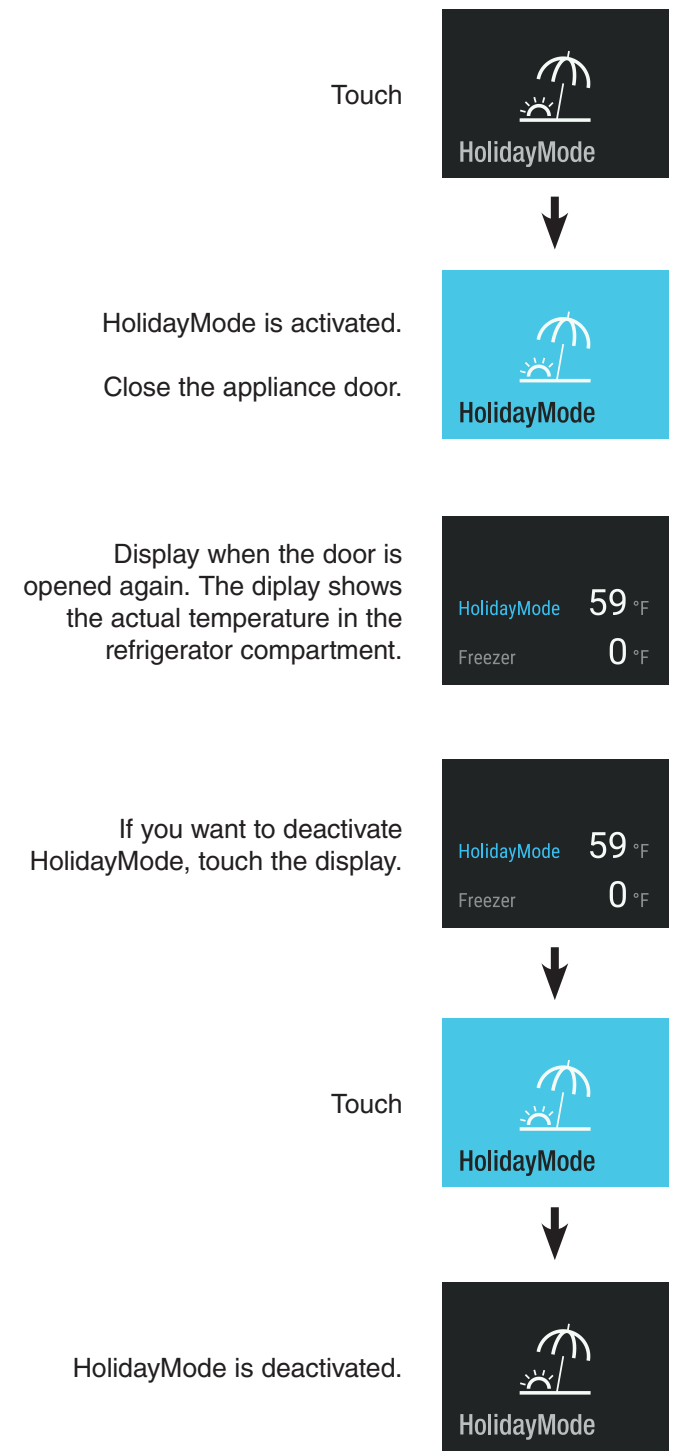 Touch
HolidayMode
HolidayMode is activated.
Close the appliance door.
HolidayMode
Display when the door is
opened again. The diplay shows
the actual temperature in the
refrigerator compartment.
HolidayMode 59 °F
Freezer 0 °F
If you want to deactivate
HolidayMode, touch the display.
HolidayMode 59 °F
Freezer 0 °F
Touch
HolidayMode
HolidayMode is deactivated.
HolidayMode